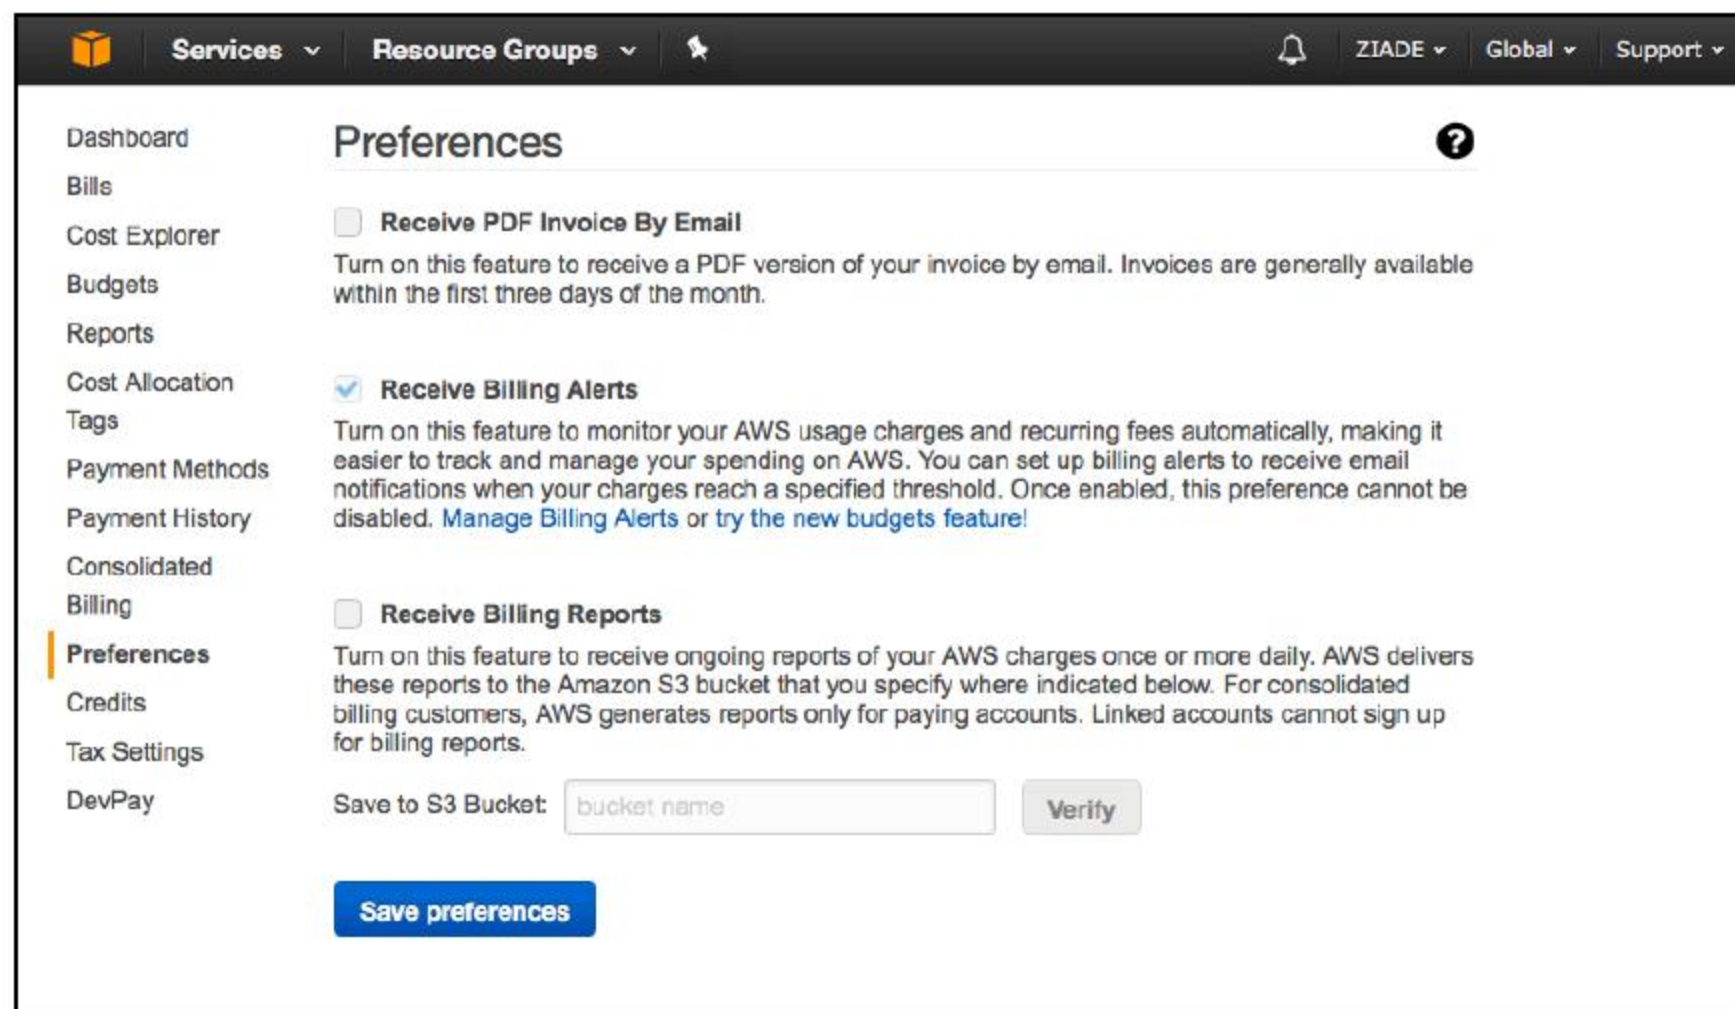 Services Resource Groups ZIADE Global Support
Dashboard
Bills
Cost Explorer
Budgets
Reports
Cost Allocation
Tags
Payment Methods
Payment History
Consolidated
Billing
Preferences
Credits
Tax Settings
DevPay
Preferences
Receive PDF Invoice By Email
Turn on this feature to receive a PDF version of your invoice by email. Invoices are generally available
within the first three days of the month.
Receive Billing Alerts
Turn on this feature to monitor your AWS usage charges and recurring fees automatically, making it
easier to track and manage your spending on AWS. You can set up billing alerts to receive email
notifications when your charges reach a specified threshold. Once enabled, this preference cannot be
disabled. Manage Billing Alerts or try the new budgets feature!
Receive Billing Reports
Turn on this feature to receive ongoing reports of your AWS charges once or more daily. AWS delivers
these reports to the Amazon S3 bucket that you specify where indicated below. For consolidated
billing customers, AWS generates reports only for paying accounts. Linked accounts cannot sign up
for billing reports.
Save to S3 Bucket: bucket name Verify
Save preferences